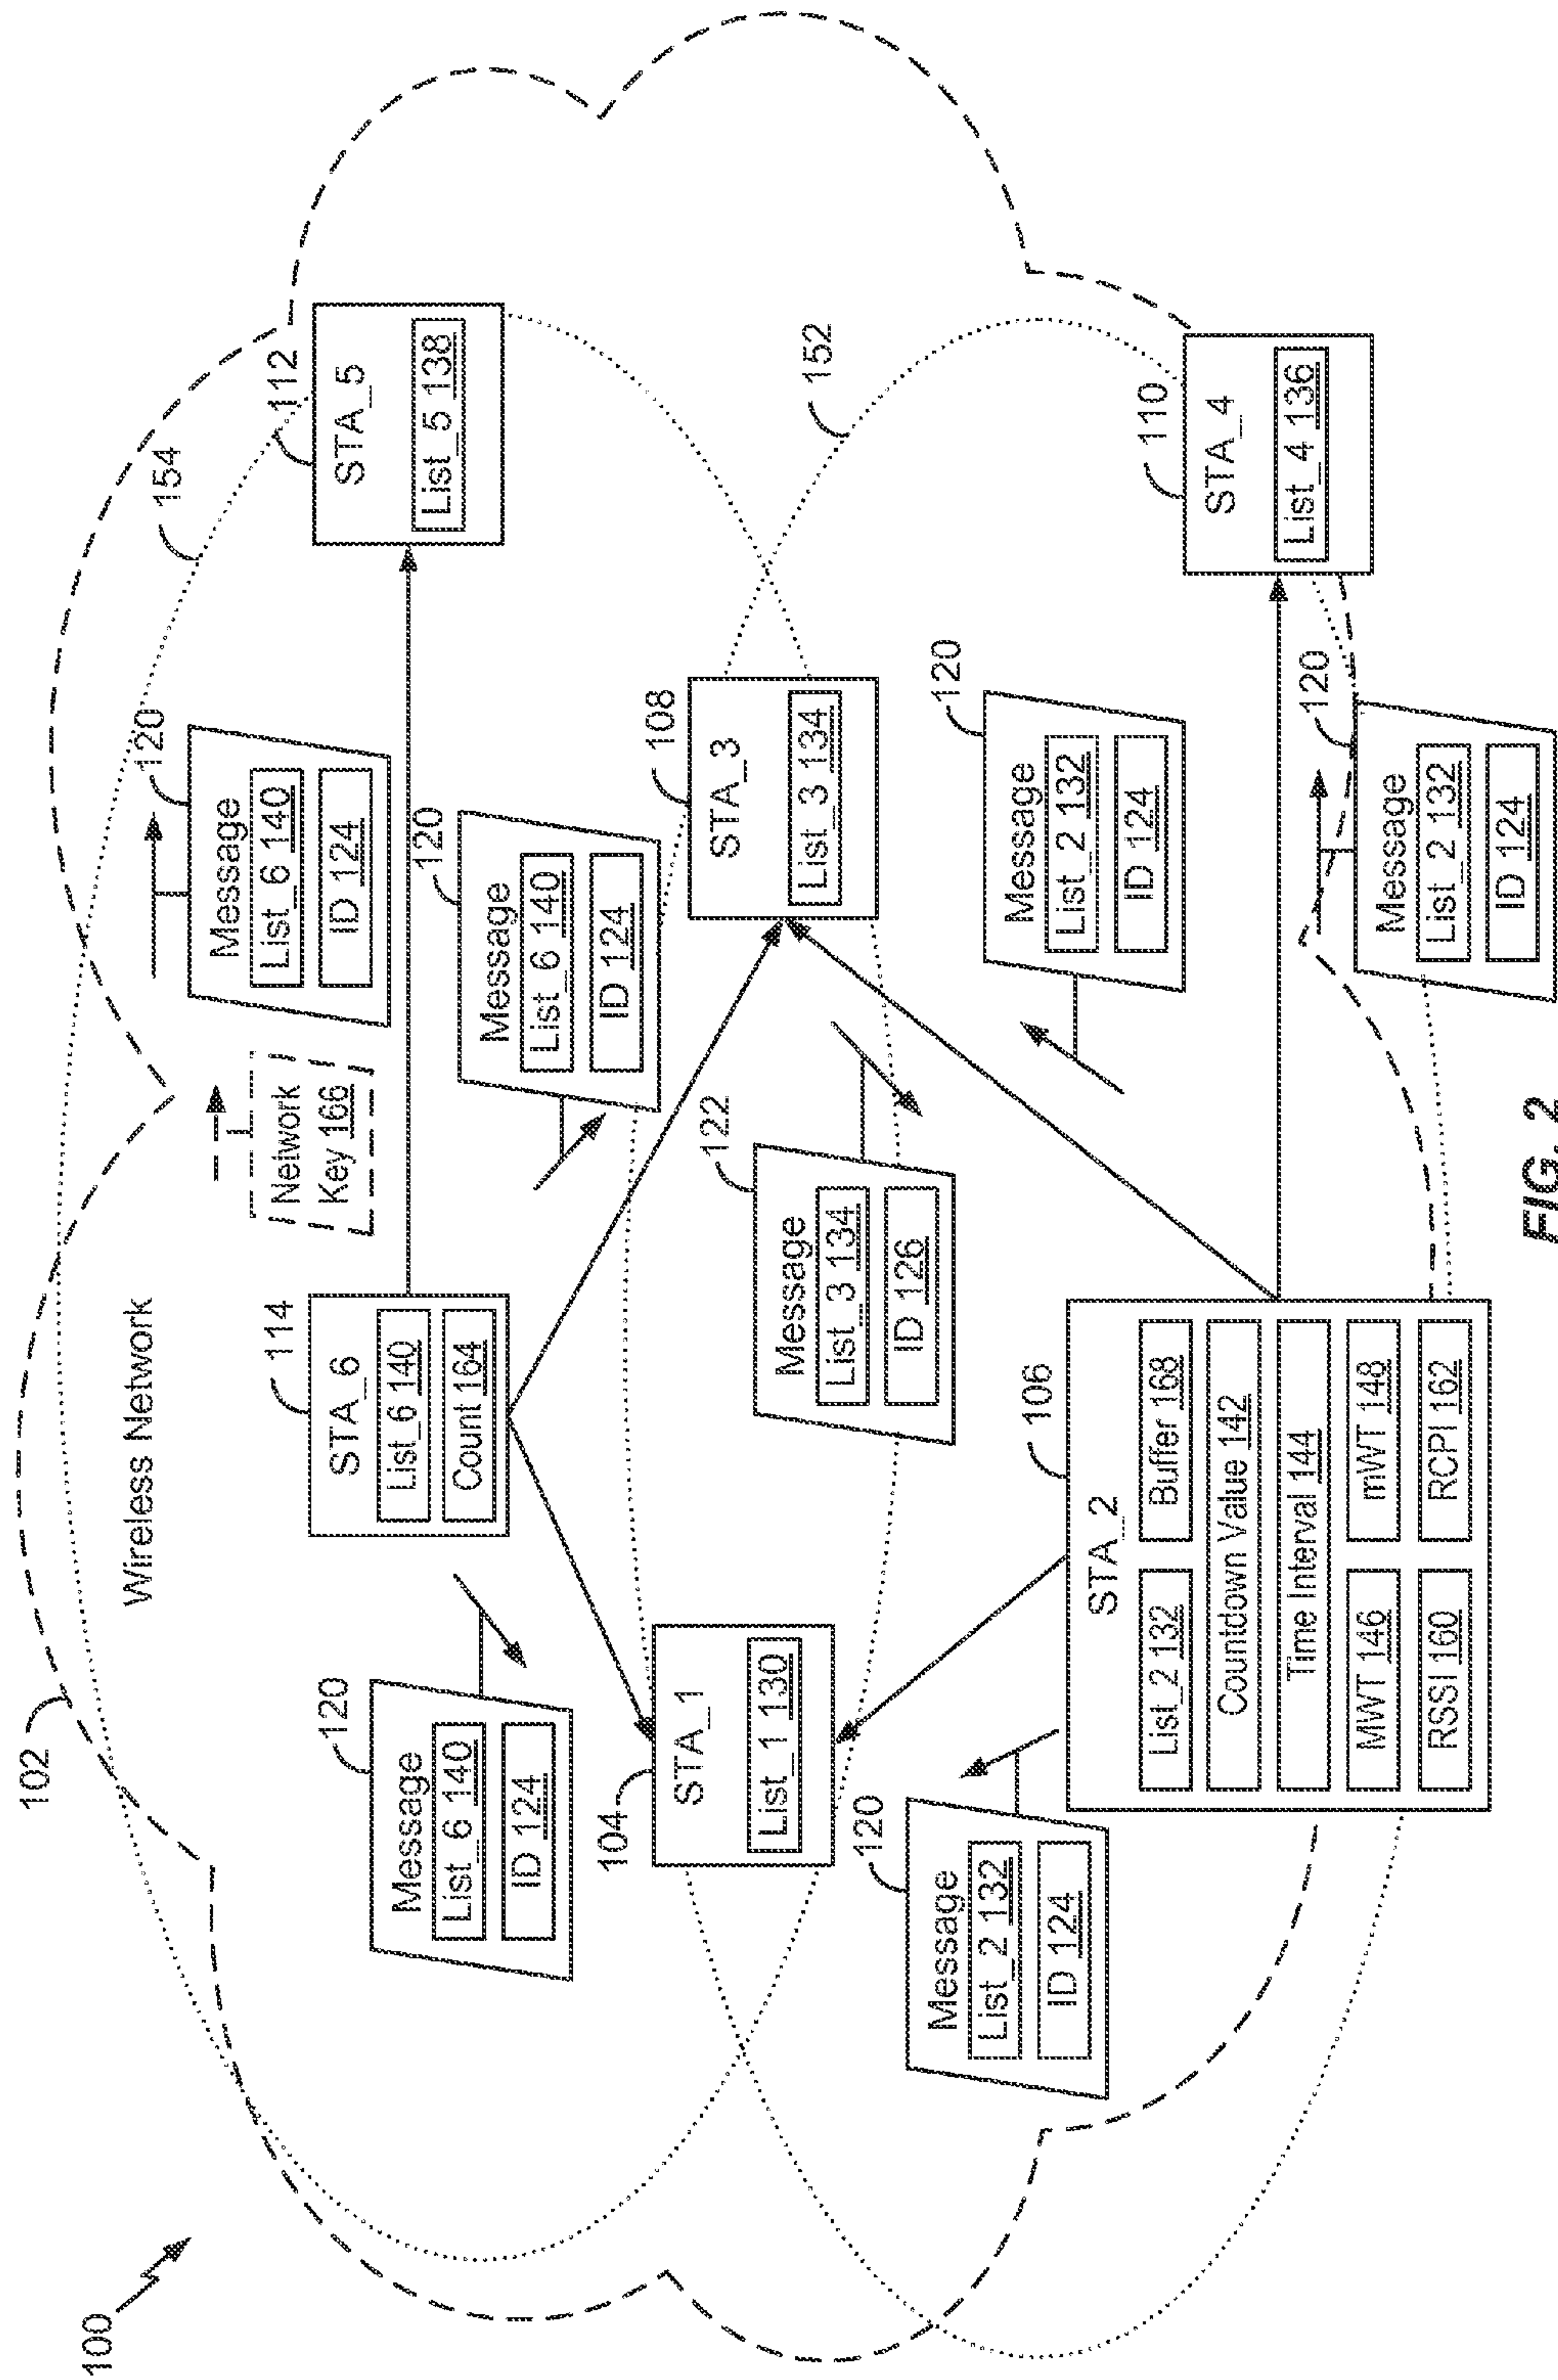 100
102
Wireless Network
154
114
STA_6
List_6 140
Count 164
Network
Key 166
120
Message
List_6 140
ID 124
112
STA_5
List_5 138
120
Message
List_6 140
ID 124
120
Message
List_6 140
ID 124
104
STA_1
List_1 130
108
STA_3
List_3 134
152
122
Message
List_3 134
ID 126
120
Message
List_2 132
ID 124
120
Message
List_2 132
ID 124
106
STA_2
List_2 132
Buffer 168
Countdown Value 142
Time Interval 144
MWT 146
mWT 148
RSSI 160
RCPI 162
110
STA_4
List_4 136
120
Message
List_2 132
ID 124
FIG. 2